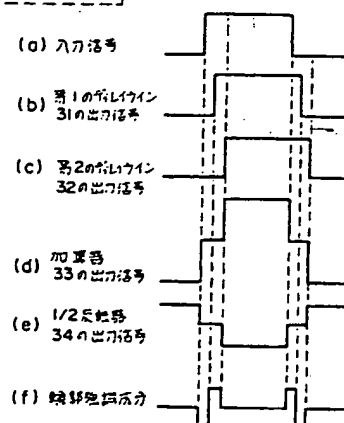 (a) 入力信号
(b) 第1のディレイライン
31の出力信号
(c) 第2のディレイライン
32の出力信号
(d) 加算器
33の出力信号
(e) 1/2反転器
34の出力信号
(f) 輪郭強調成分